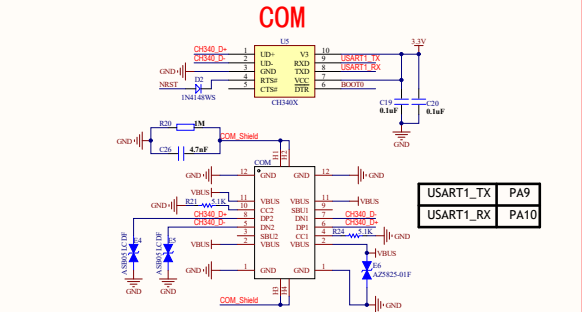 COM
U5
CH340_D+ 1 UD+ V3 10 3.3V
CH340_D- 2 UD- RXD 9 USART1_TX
GND 3 GND TXD 8 USART1_RX
NRST D2 4 RTS# VCC 7
1N4148WS 5 CTS# DTR 6 BOOT0
CH340X
C19 0.1uF
C20 0.1uF
GND
R20 1M
GND
C26 4.7nF
COM_Shield
H1 H2
COM
GND 12 GND GND 12 GND
VBUS 11 VBUS VBUS 11 VBUS
GND R21 5.1K 10 CC2 SBU1 9
CH340_D+ 8 DP2 DN1 7 CH340_D-
CH340_D- 5 DN2 DP1 6 CH340_D+
3 SBU2 CC1 4 R24 5.1K GND
VBUS 2 VBUS VBUS 2 VBUS
GND 1 GND GND 1
E4 ASB05LC1DF GND
E5 ASB05LC1DF GND
E6
AZ5825-01F
H3 H4
COM_Shield
GND
USART1_TX PA9
USART1_RX PA10